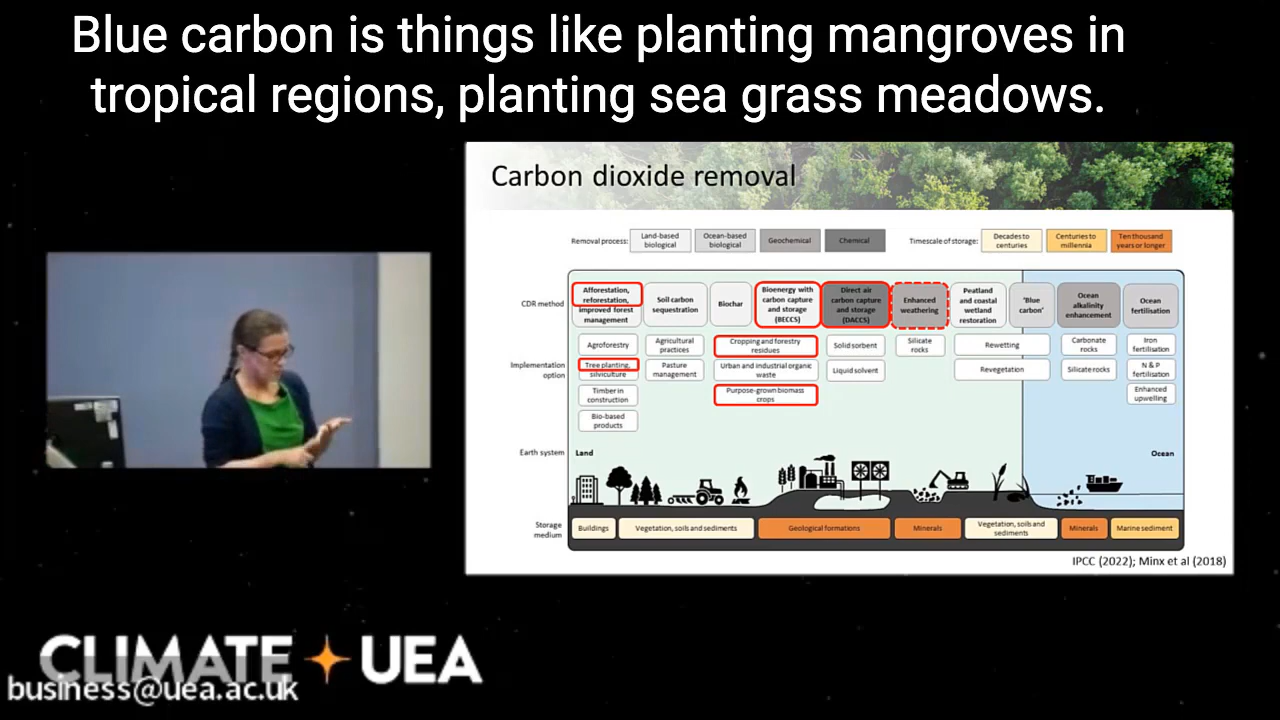 Blue carbon is things like planting mangroves in
tropical regions, planting sea grass meadows.
Carbon dioxide removal
Removal process:
Land-based
biological
Ocean-based
biological
Geochemical
Chemical
Timescale of storage:
Decades to
centuries
Centuries to
millennia
Ten thousand
years or longer
CDR method
Afforestation,
reforestation,
improved forest
management
Soil carbon
sequestration
Biochar
Bioenergy with
carbon capture
and storage
(BECCS)
Direct air
carbon capture
and storage
(DACCS)
Enhanced
weathering
Peatland
and coastal
wetland
restoration
'Blue
carbon'
Ocean
alkalinity
enhancement
Ocean
fertilisation
Implementation
option
Agroforestry
Tree planting,
silviculture
Timber in
construction
Bio-based
products
Agricultural
practices
Pasture
management
Cropping and forestry
residues
Urban and industrial organic
waste
Purpose-grown biomass
crops
Solid sorbent
Liquid solvent
Silicate
rocks
Rewetting
Revegetation
Carbonate
rocks
Silicate rocks
Iron
fertilisation
N & P
fertilisation
Enhanced
upwelling
Earth system
Land
Ocean
Storage
medium
Buildings
Vegetation, soils and sediments
Geological formations
Minerals
Vegetation, soils and
sediments
Minerals
Marine sediment
IPCC (2022); Minx et al (2018)
CLIMATE UEA
business@uea.ac.uk